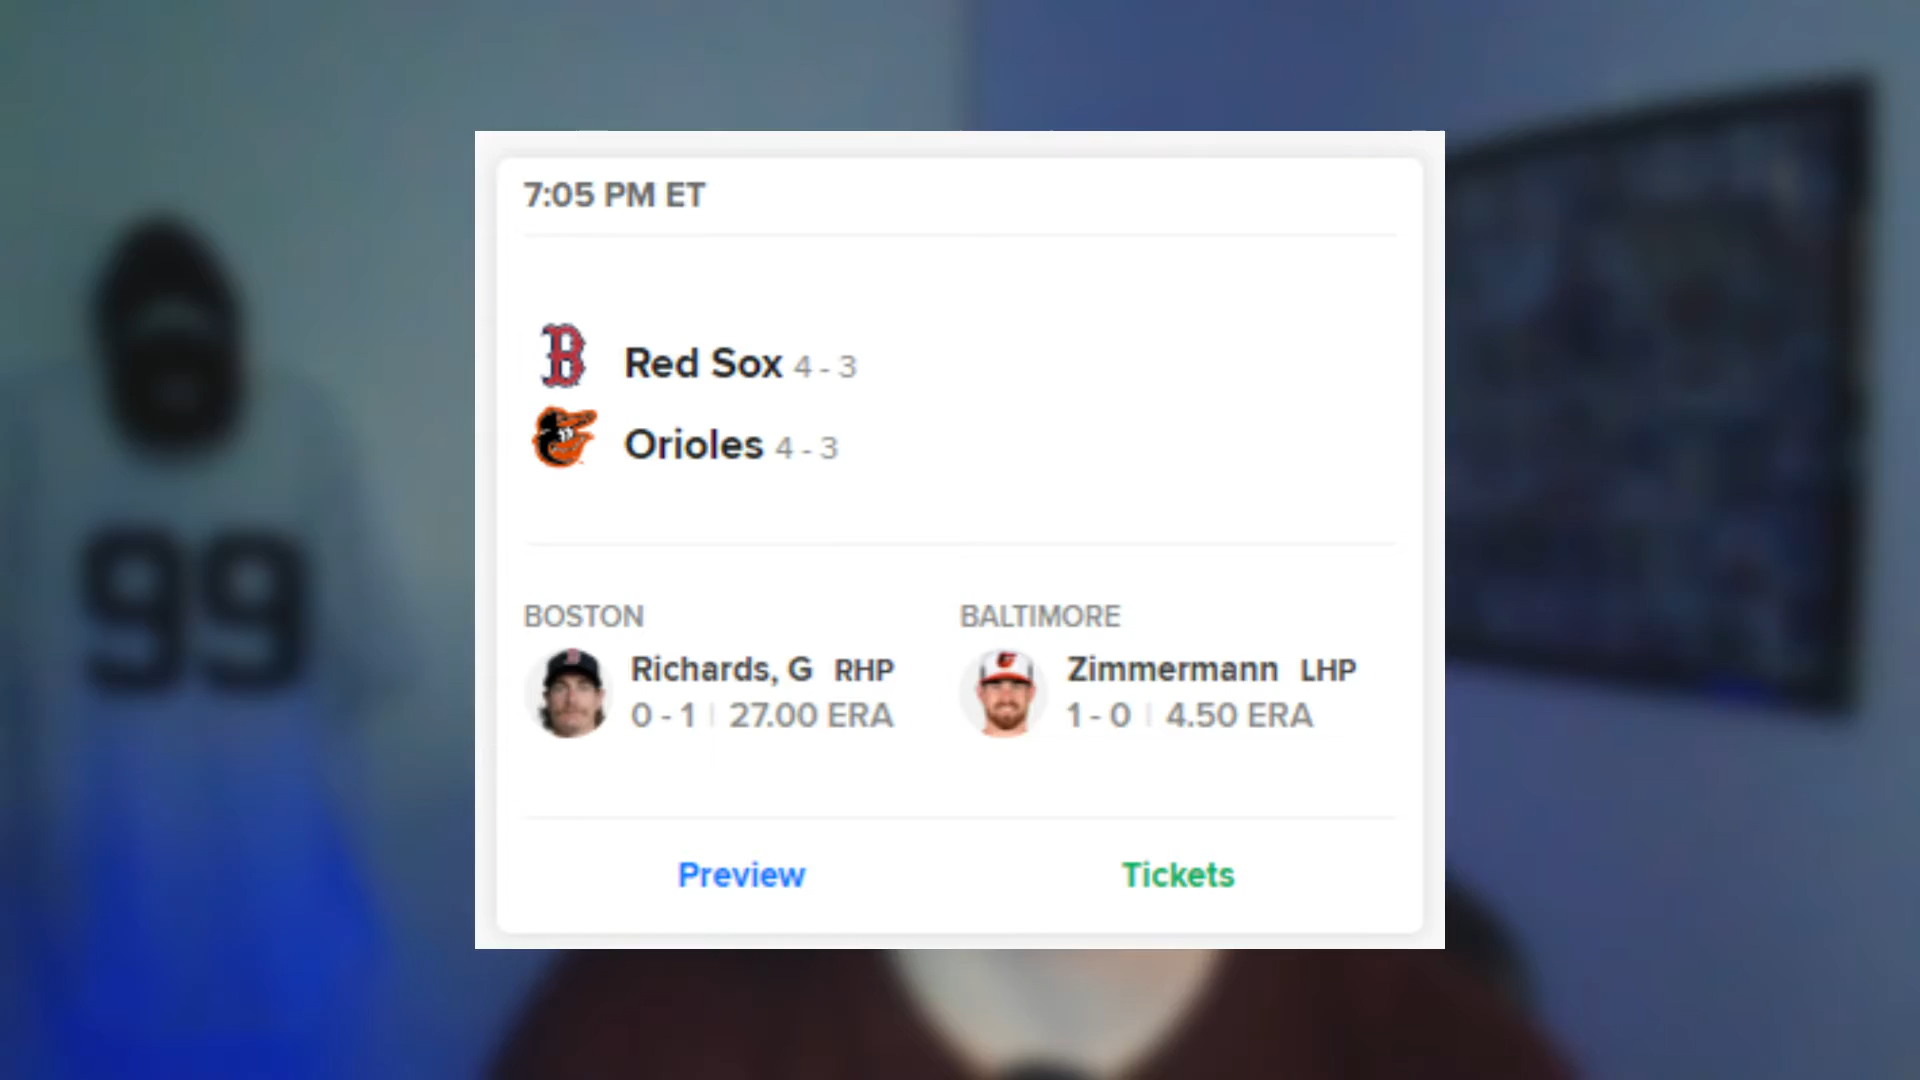 7:05 PM ET
B
Red Sox 4 - 3
Orioles 4 - 3
BOSTON
Richards, G RHP
0 - 1 | 27.00 ERA
BALTIMORE
Zimmermann LHP
1 - 0 | 4.50 ERA
Preview
Tickets
99